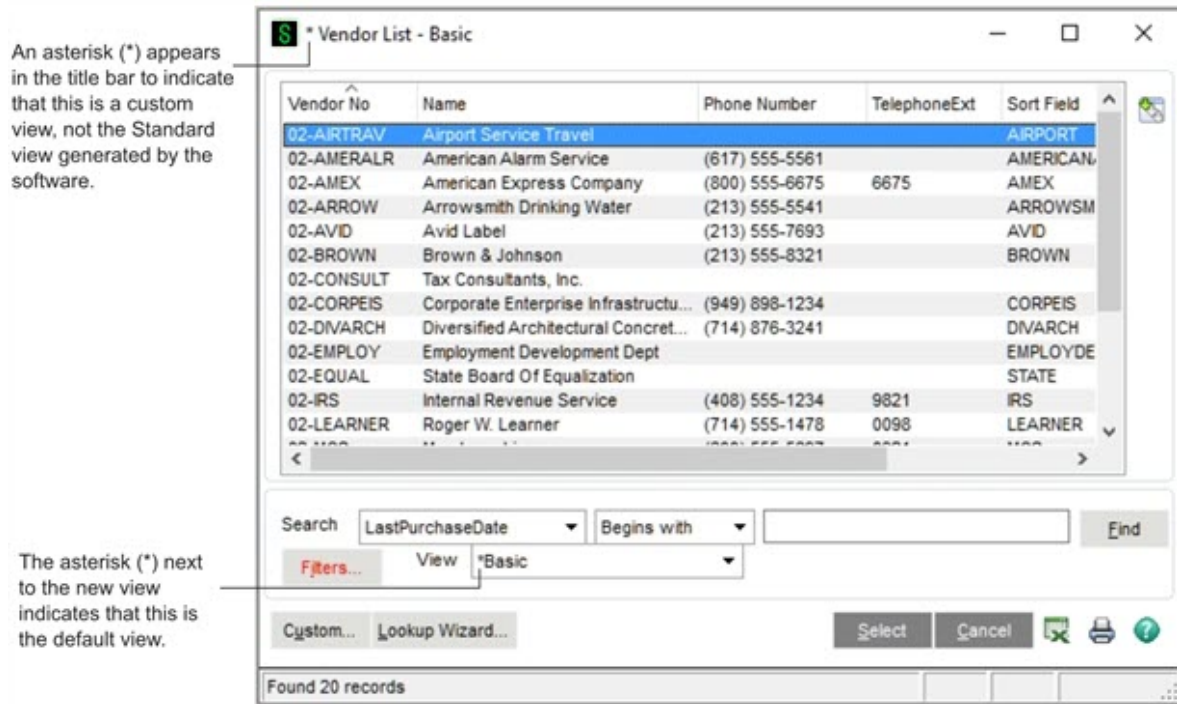 An asterisk (*) appears
in the title bar to indicate
that this is a custom
view, not the Standard
view generated by the
software.
* Vendor List - Basic
Vendor No Name Phone Number TelephoneExt Sort Field
02-AIRTRAV Airport Service Travel AIRPORT
02-AMERALR American Alarm Service (617) 555-5561 AMERICANA
02-AMEX American Express Company (800) 555-6675 6675 AMEX
02-ARROW Arrowsmith Drinking Water (213) 555-5541 ARROWSM
02-AVID Avid Label (213) 555-7693 AVID
02-BROWN Brown & Johnson (213) 555-8321 BROWN
02-CONSULT Tax Consultants, Inc.
02-CORPEIS Corporate Enterprise Infrastructu... (949) 898-1234 CORPEIS
02-DIVARCH Diversified Architectural Concret... (714) 876-3241 DIVARCH
02-EMPLOY Employment Development Dept EMPLOYDE
02-EQUAL State Board Of Equalization STATE
02-IRS Internal Revenue Service (408) 555-1234 9821 IRS
02-LEARNER Roger W. Learner (714) 555-1478 0098 LEARNER
Search LastPurchaseDate Begins with Find
Filters... View *Basic
The asterisk (*) next
to the new view
indicates that this is
the default view.
Custom... Lookup Wizard... Select Cancel
Found 20 records